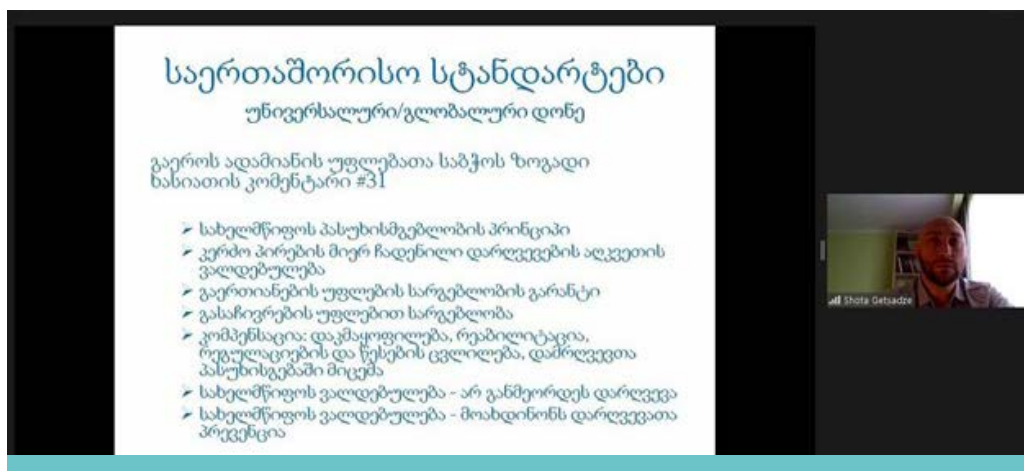 საერთაშორისო სტანდარტები
უნივერსალური/გლობალური დონე
გაეროს ადამიანის უფლებათა საბჭოს ზოგადი
ხასიათის კომენტარი #31
➤ სახელმწიფოს პასუხისმგებლობის პრინციპი
➤ კერძო პირების მიერ ჩადენილი დარღვევების აღკვეთის
ვალდებულება
➤ გაერთიანების უფლების სარგებლობის გარანტი
➤ გასაჩივრების უფლებით სარგებლობა
➤ კომპენსაცია: დაკმაყოფილება, რეაბილიტაცია,
რეგულაციების და წესების ცვლილება, დამრღვევთა
პასუხისგებაში მიცემა
➤ სახელმწიფოს ვალდებულება - არ განმეორდეს დარღვევა
➤ სახელმწიფოს ვალდებულება - მოახდინონს დარღვევათა
პრევენცია
Shota Getsadze